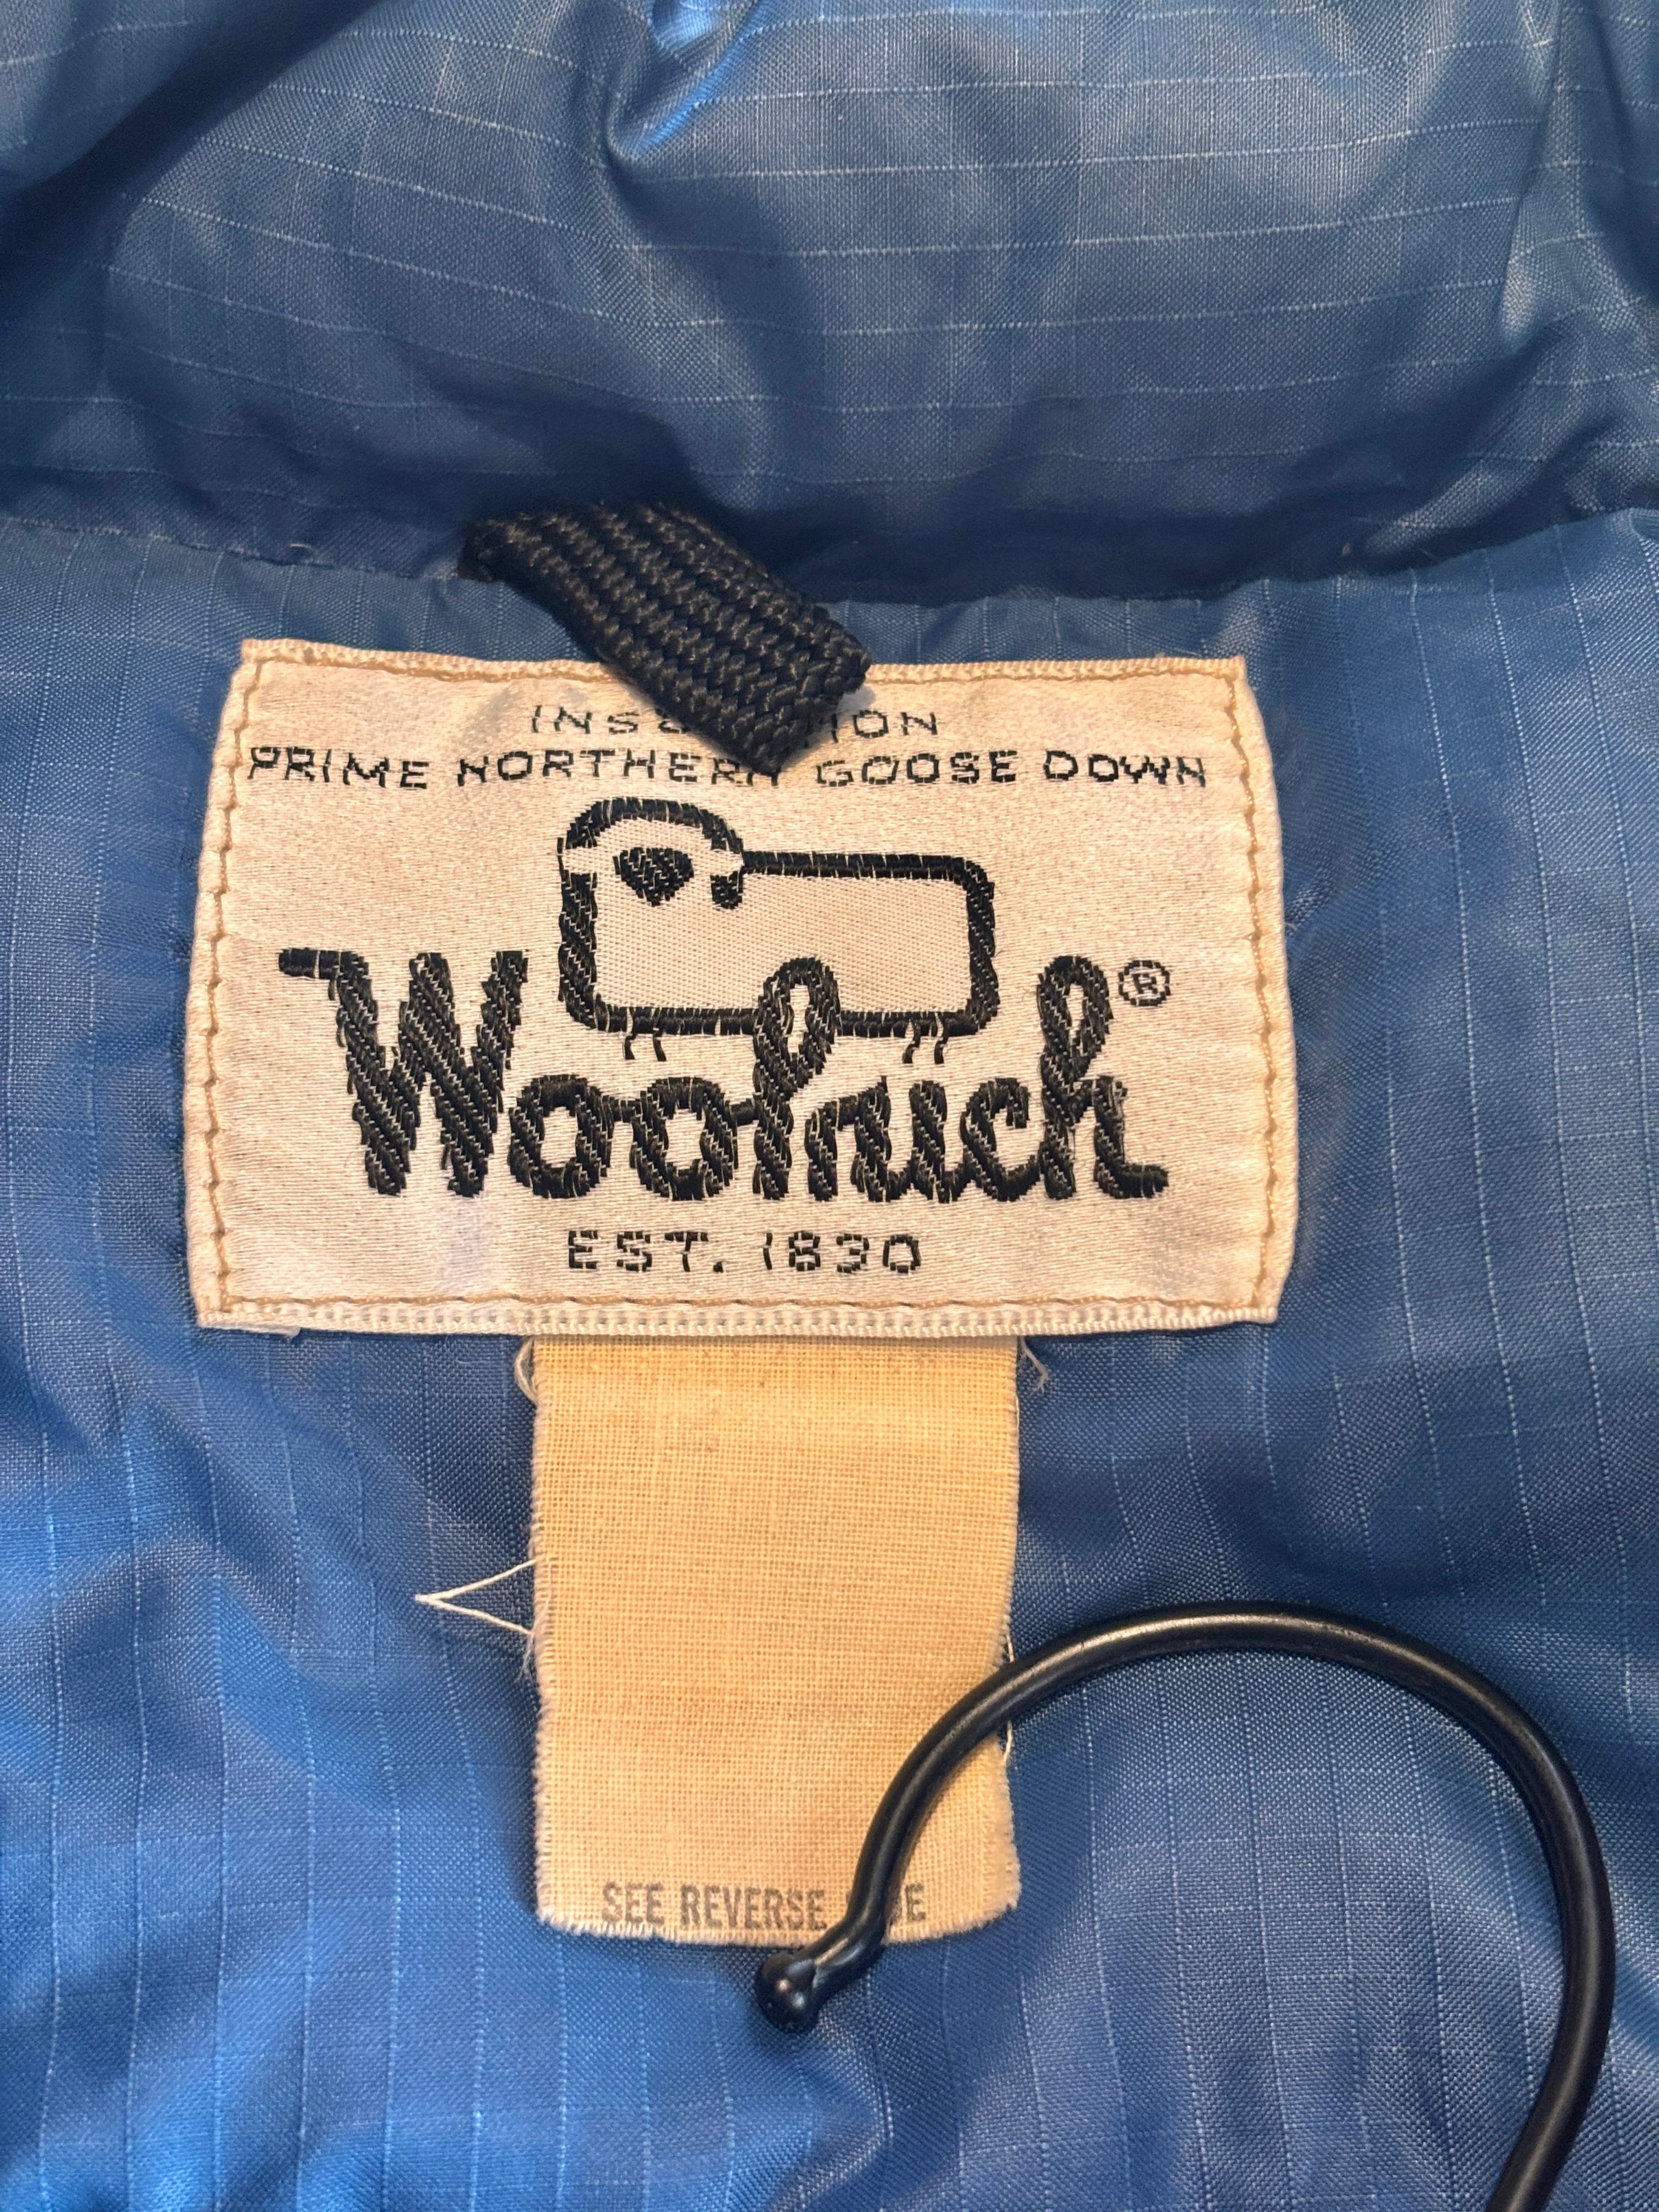 INSULATION
PRIME NORTHERN GOOSE DOWN
Woolrich®
EST. 1830
SEE REVERSE SIDE